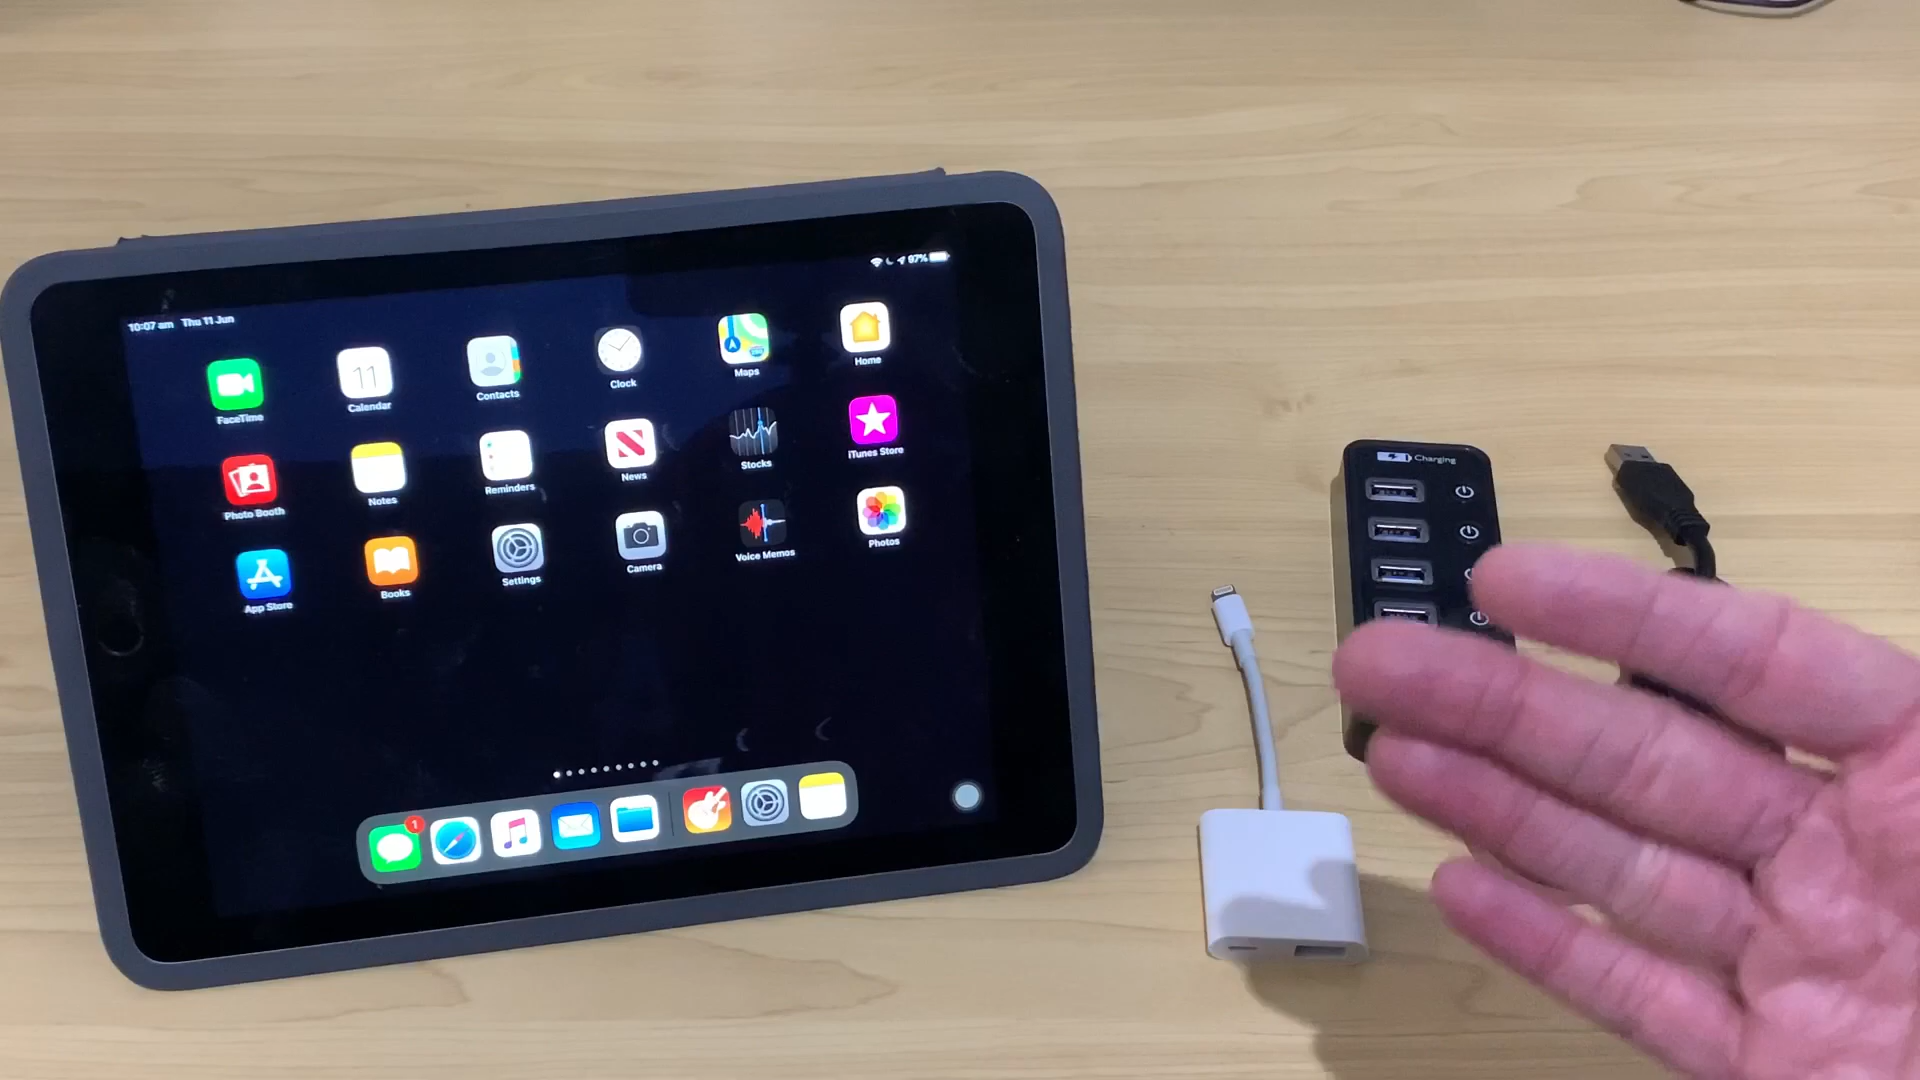 10:07 am Thu 11 Jun
97%
FaceTime
11
Calendar
Contacts
Clock
Maps
Home
Photo Booth
Notes
Reminders
News
Stocks
iTunes Store
App Store
Books
Settings
Camera
Voice Memos
Photos
1
Charging